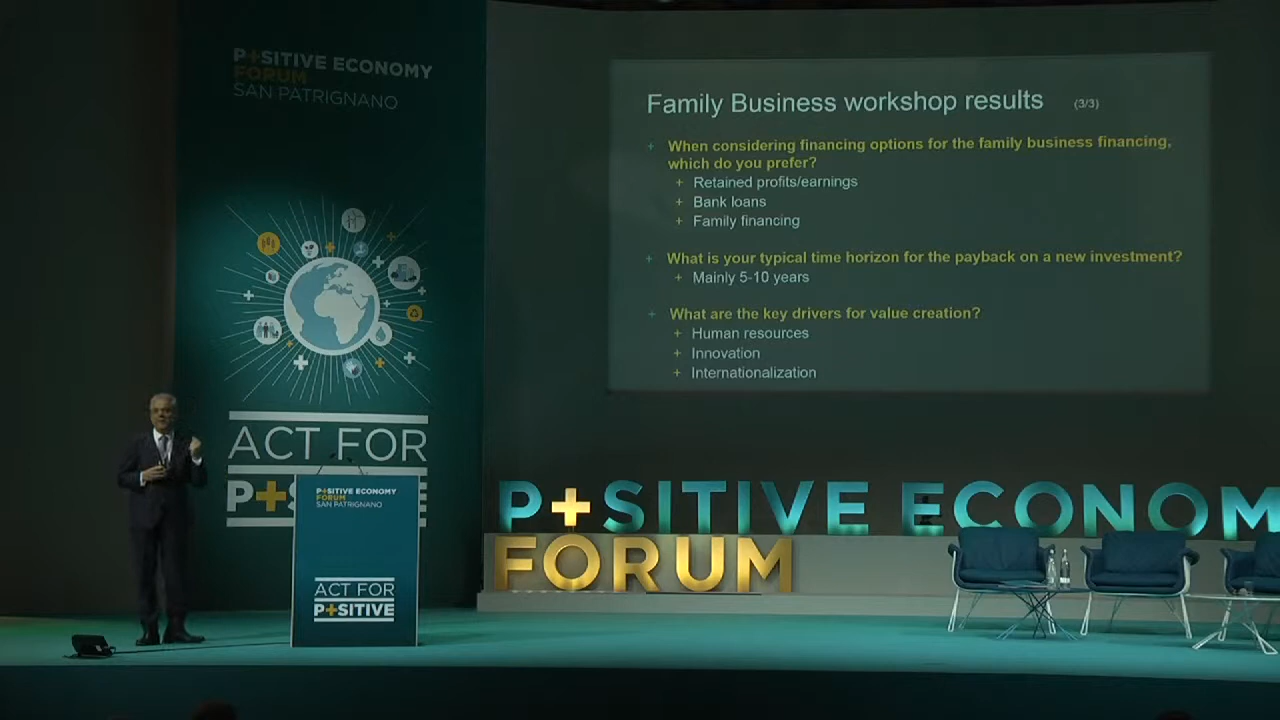 P+SITIVE ECONOMY
FORUM
SAN PATRIGNANO
Family Business workshop results (3/3)
+ When considering financing options for the family business financing,
which do you prefer?
+ Retained profits/earnings
+ Bank loans
+ Family financing
+ What is your typical time horizon for the payback on a new investment?
+ Mainly 5-10 years
+ What are the key drivers for value creation?
+ Human resources
+ Innovation
+ Internationalization
ACT FOR
P+S E
P+SITIVE ECONOMY
FORUM
SAN PATRIGNANO
ACT FOR
P+SITIVE
P+SITIVE ECONOM
FORUM